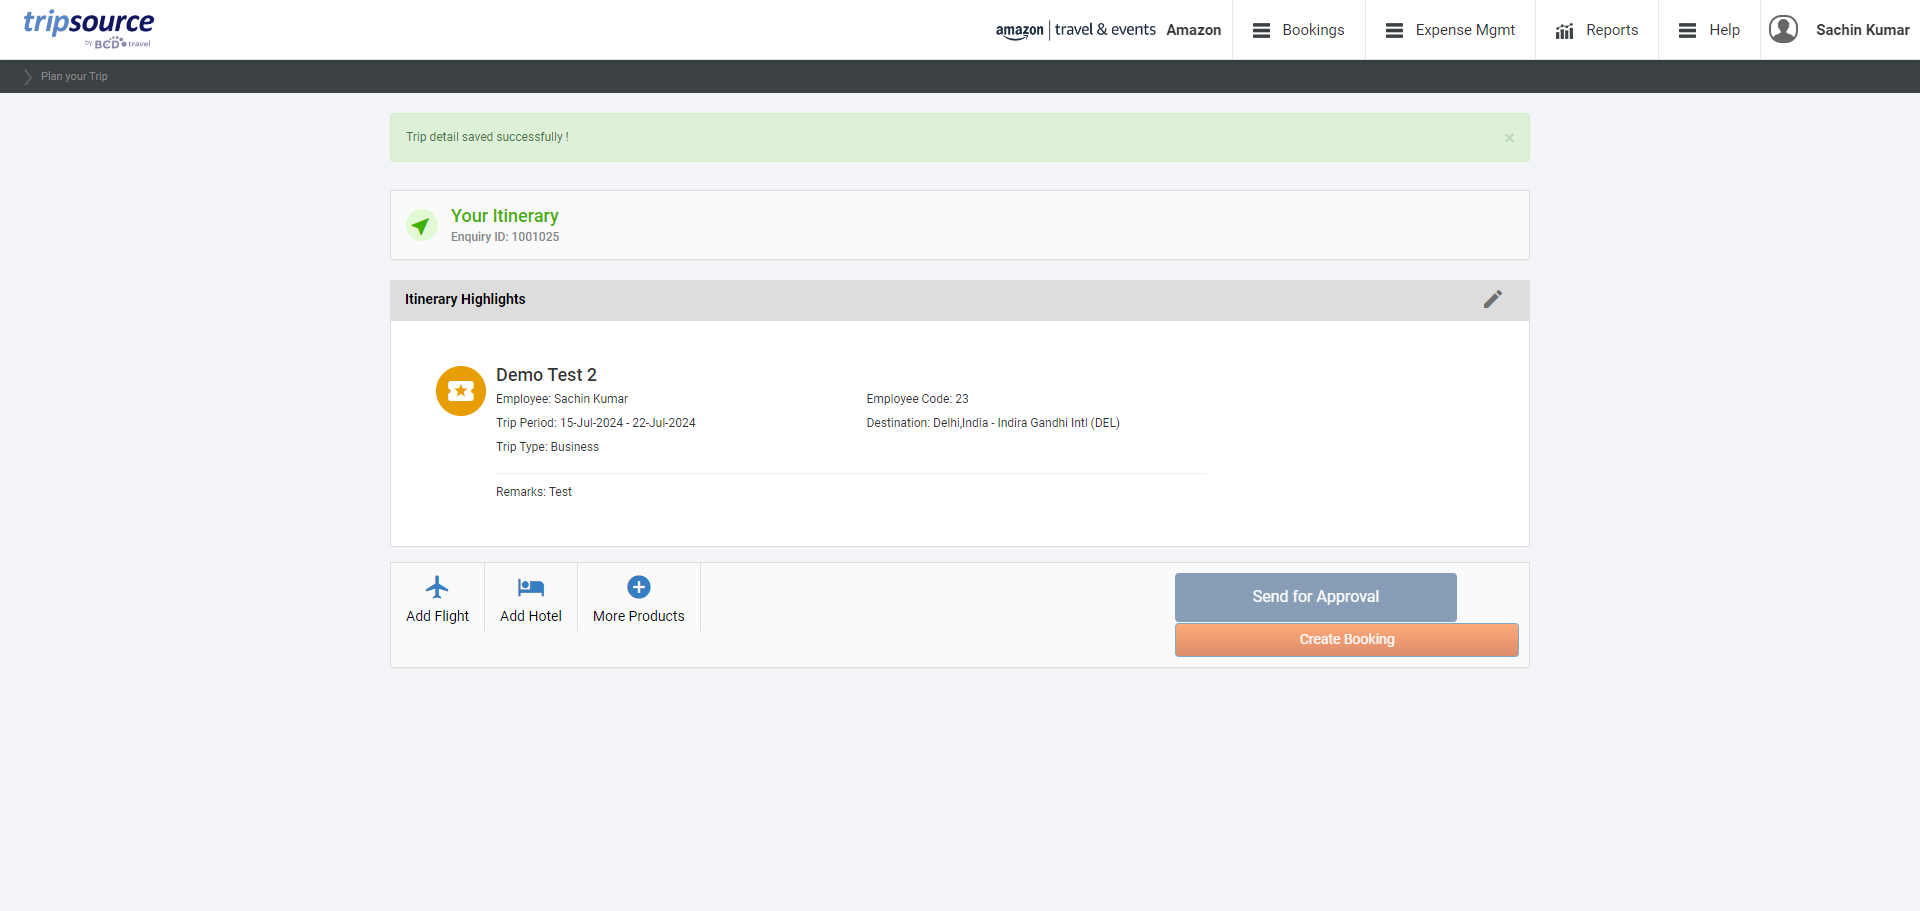 tripsource
by BCD travel
amazon travel & events Amazon
Bookings
Expense Mgmt
Reports
Help
Sachin Kumar
Plan your Trip
Trip detail saved successfully !
×
Your Itinerary
Enquiry ID: 1001025
Itinerary Highlights
Demo Test 2
Employee: Sachin Kumar
Employee Code: 23
Trip Period: 15-Jul-2024 - 22-Jul-2024
Destination: Delhi,India - Indira Gandhi Intl (DEL)
Trip Type: Business
Remarks: Test
Add Flight
Add Hotel
More Products
Send for Approval
Create Booking